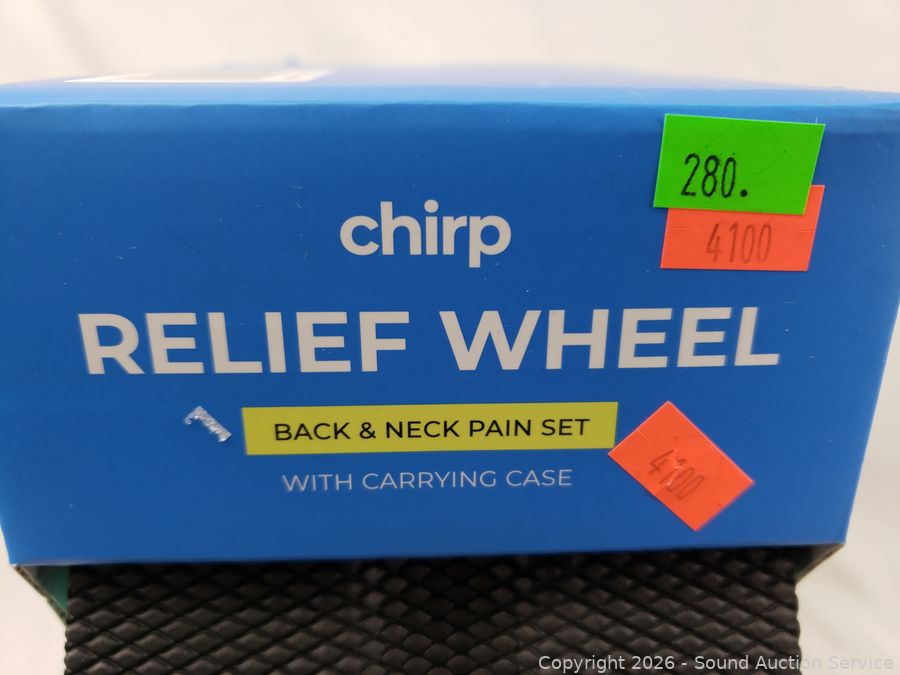 280.
4100
chirp
RELIEF WHEEL
BACK & NECK PAIN SET
WITH CARRYING CASE
4100
Copyright 2026 - Sound Auction Service